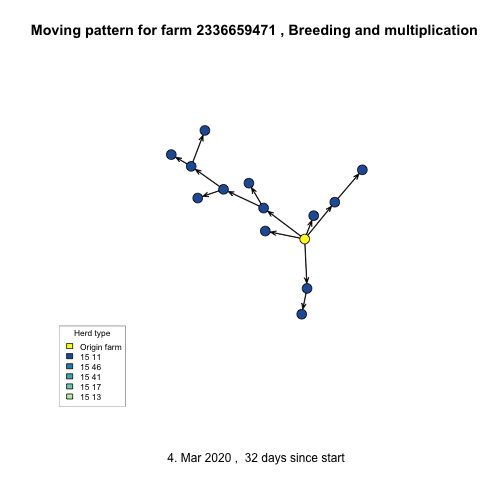 Moving pattern for farm 2336659471 , Breeding and multiplication
Herd type
Origin farm
15 11
15 46
15 41
15 17
15 13
4. Mar 2020 ,  32 days since start